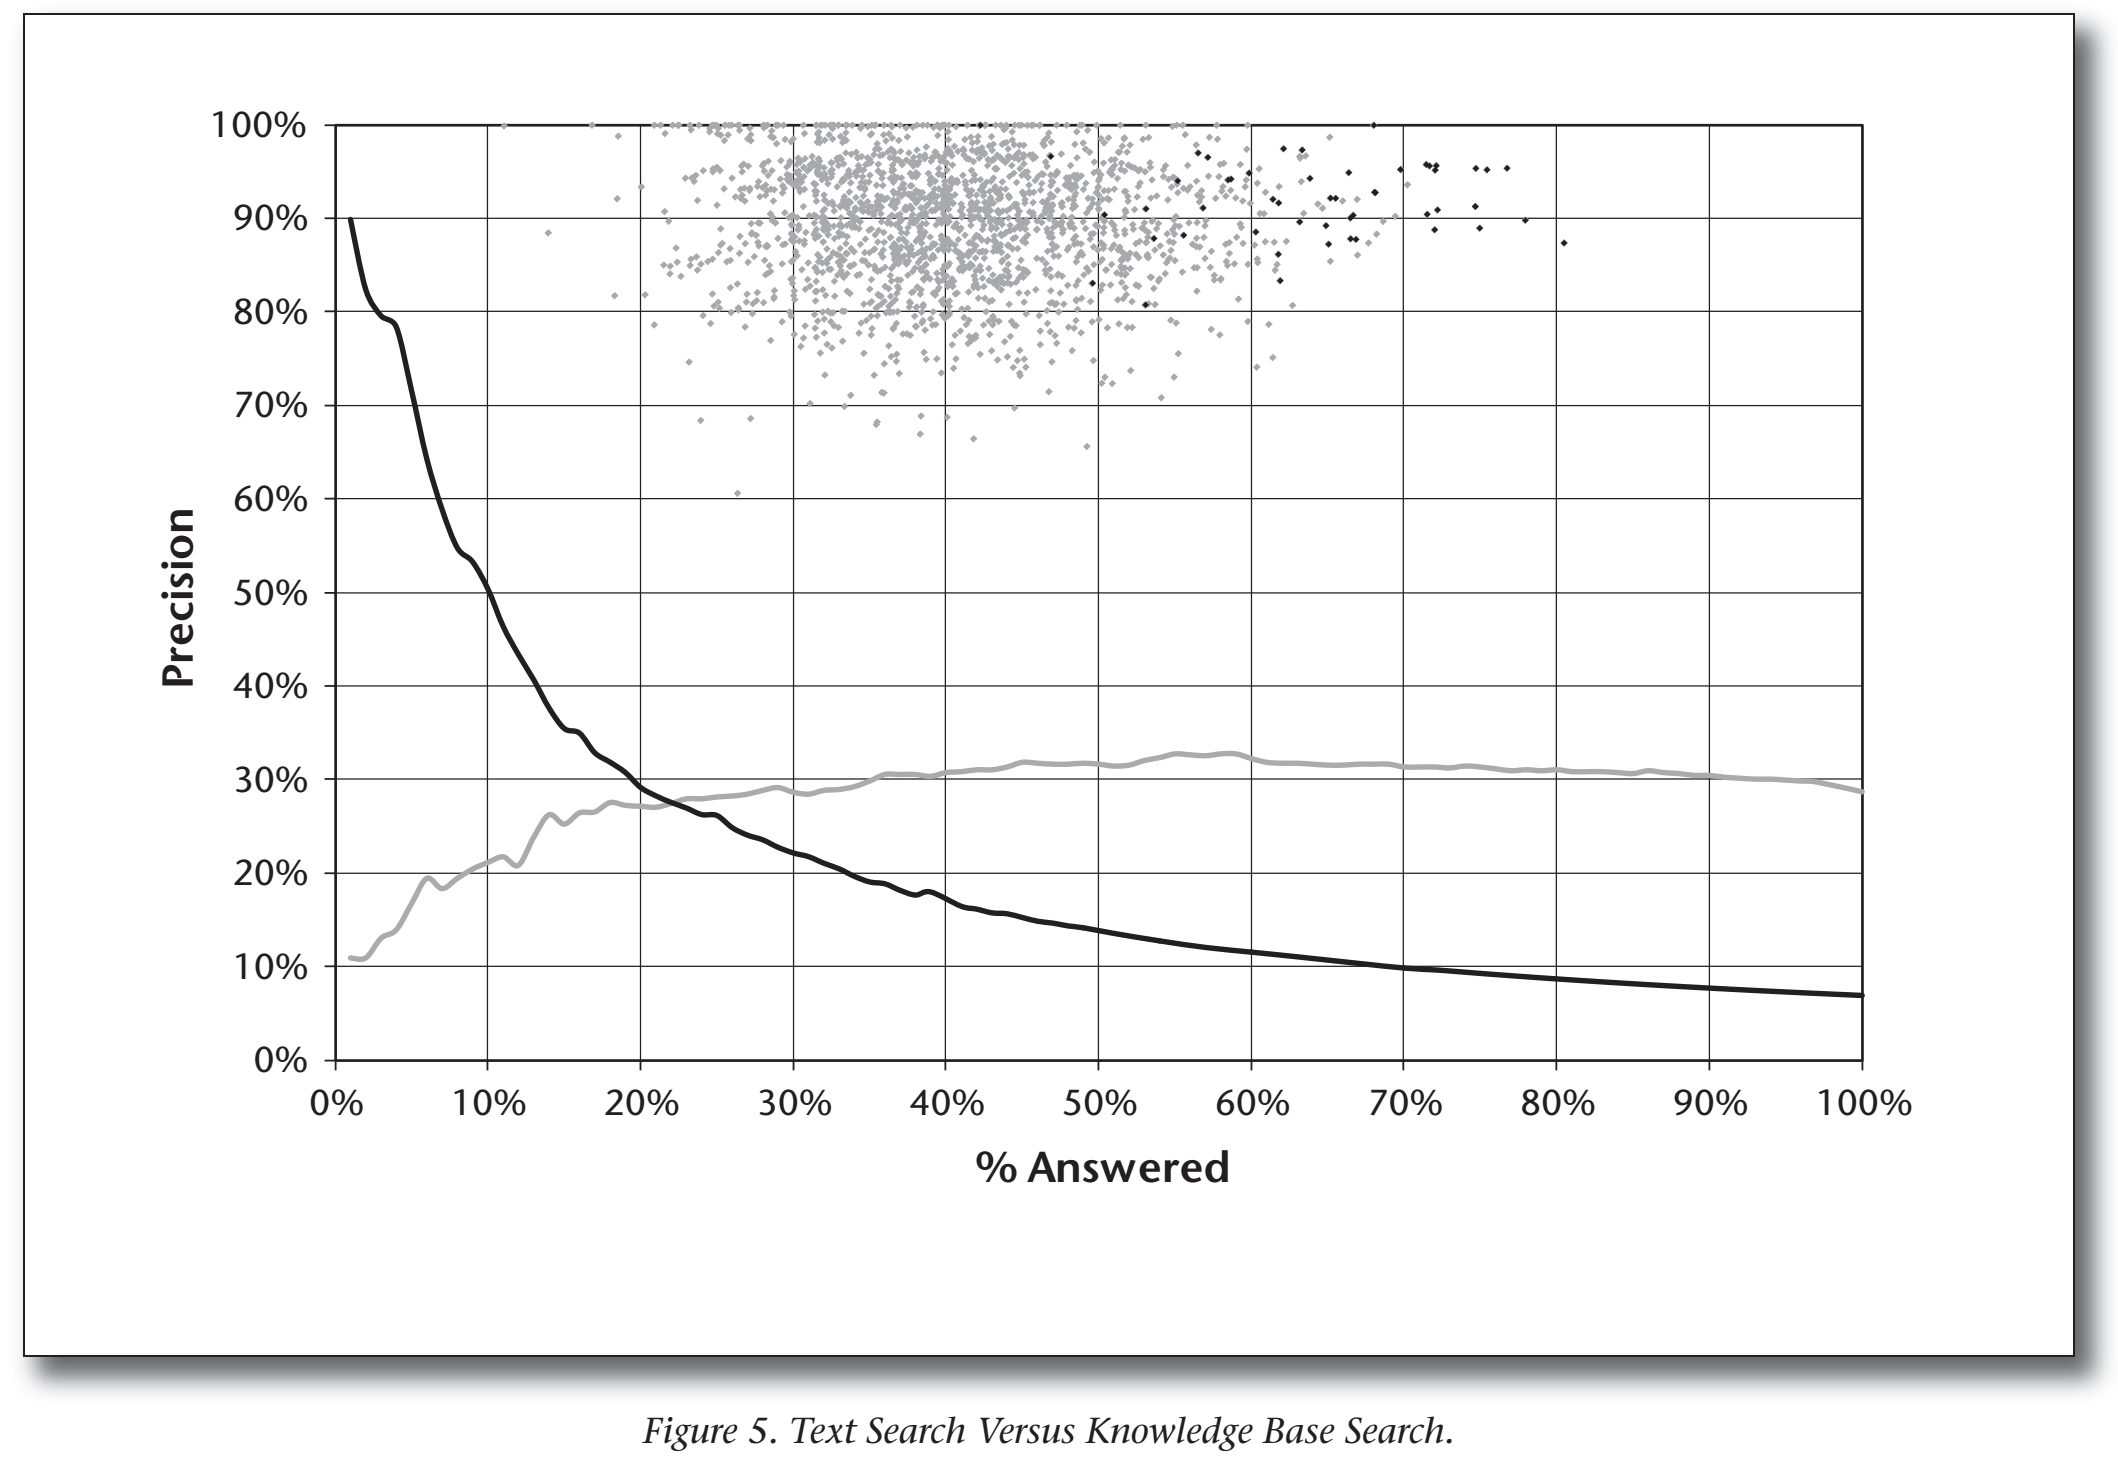 100%
90%
80%
70%
60%
50%
40%
30%
20%
10%
0%
Precision
0% 10% 20% 30% 40% 50% 60% 70% 80% 90% 100%
% Answered
Figure 5. Text Search Versus Knowledge Base Search.